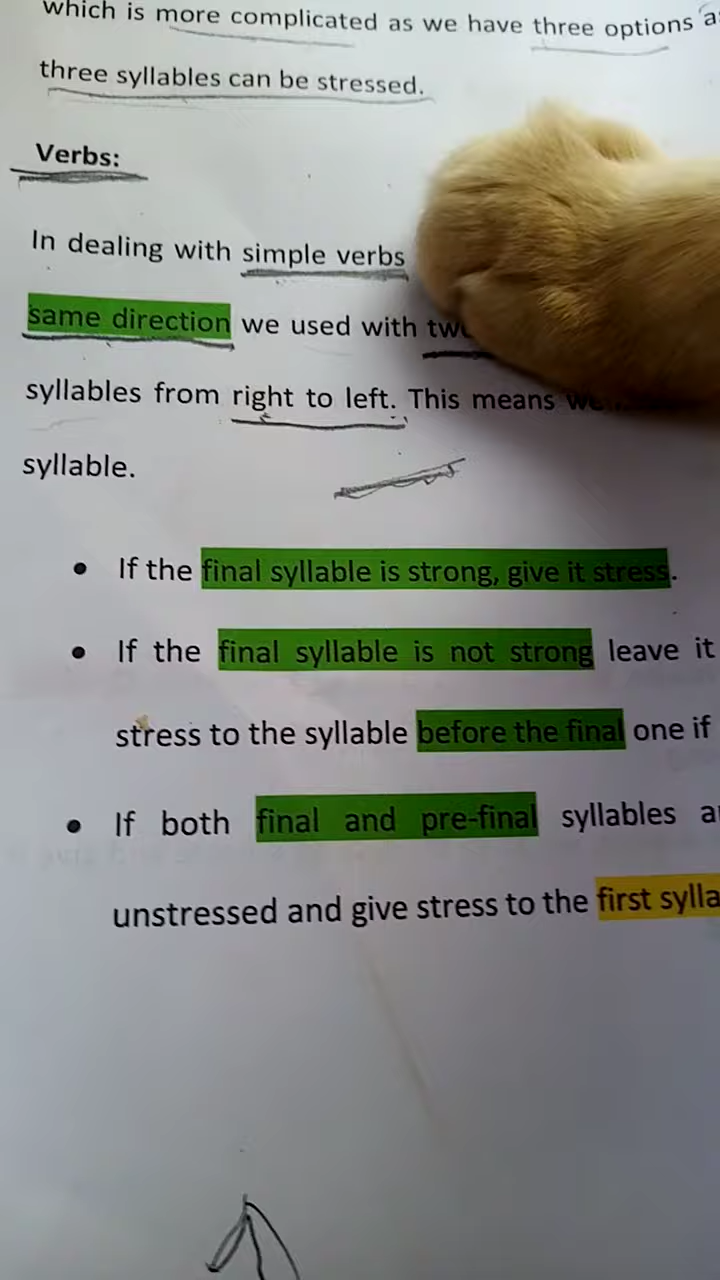 which is more complicated as we have three options
three syllables can be stressed.
Verbs:
In dealing with simple verbs
same direction we used with
syllables from right to left. This means
syllable.
• If the final syllable is strong, give it stress.
• If the final syllable is not strong leave it
stress to the syllable before the final one if
• If both final and pre-final syllables
unstressed and give stress to the first